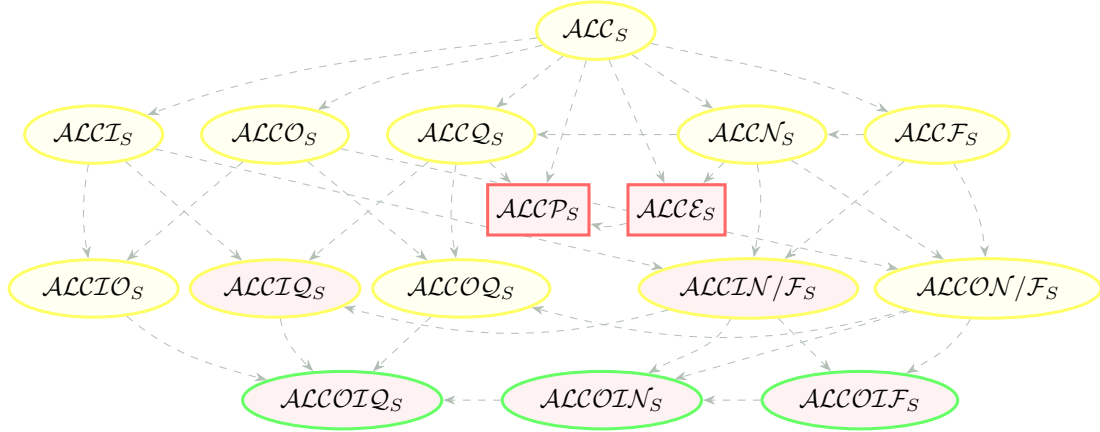 𝒜ℒ𝒞_S
𝒜ℒ𝒞ℐ_S 𝒜ℒ𝒞𝒪_S 𝒜ℒ𝒞𝒬_S 𝒜ℒ𝒞𝒩_S 𝒜ℒ𝒞ℱ_S
𝒜ℒ𝒞𝒫_S 𝒜ℒ𝒞ℰ_S
𝒜ℒ𝒞ℐ𝒪_S 𝒜ℒ𝒞ℐ𝒬_S 𝒜ℒ𝒞𝒪𝒬_S 𝒜ℒ𝒞ℐ𝒩/ℱ_S 𝒜ℒ𝒞𝒪𝒩/ℱ_S
𝒜ℒ𝒞𝒪ℐ𝒬_S 𝒜ℒ𝒞𝒪ℐ𝒩_S 𝒜ℒ𝒞𝒪ℐℱ_S